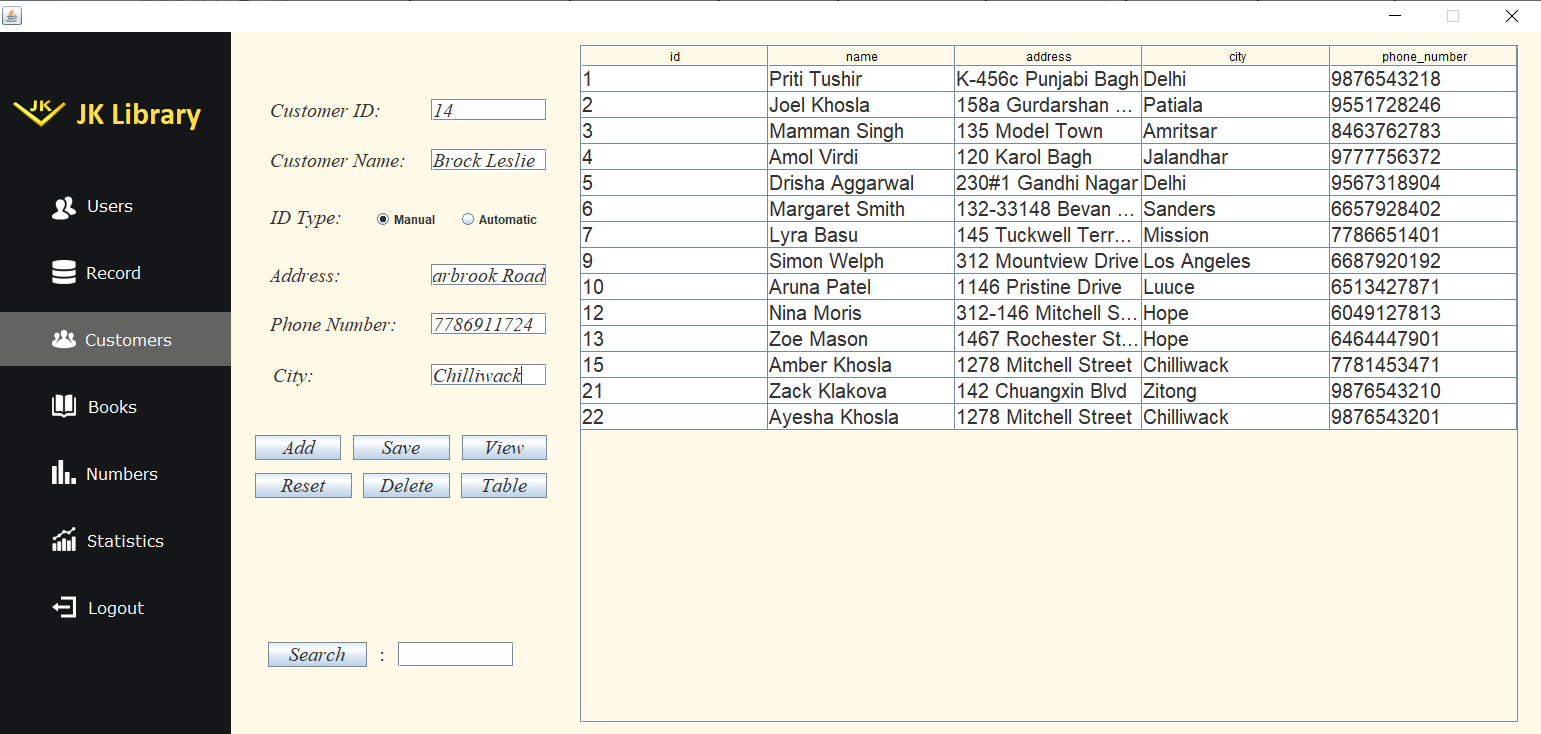 JK JK Library
Users
Record
Customers
Books
Numbers
Statistics
Logout
Customer ID: 14
Customer Name: Brock Leslie
ID Type: Manual Automatic
Address: arbrook Road
Phone Number: 7786911724
City: Chilliwack
Add Save View
Reset Delete Table
Search :
id name address city phone_number
1 Priti Tushir K-456c Punjabi Bagh Delhi 9876543218
2 Joel Khosla 158a Gurdarshan ... Patiala 9551728246
3 Mamman Singh 135 Model Town Amritsar 8463762783
4 Amol Virdi 120 Karol Bagh Jalandhar 9777756372
5 Drisha Aggarwal 230#1 Gandhi Nagar Delhi 9567318904
6 Margaret Smith 132-33148 Bevan ... Sanders 6657928402
7 Lyra Basu 145 Tuckwell Terr... Mission 7786651401
9 Simon Welph 312 Mountview Drive Los Angeles 6687920192
10 Aruna Patel 1146 Pristine Drive Luuce 6513427871
12 Nina Moris 312-146 Mitchell S... Hope 6049127813
13 Zoe Mason 1467 Rochester St... Hope 6464447901
15 Amber Khosla 1278 Mitchell Street Chilliwack 7781453471
21 Zack Klakova 142 Chuangxin Blvd Zitong 9876543210
22 Ayesha Khosla 1278 Mitchell Street Chilliwack 9876543201